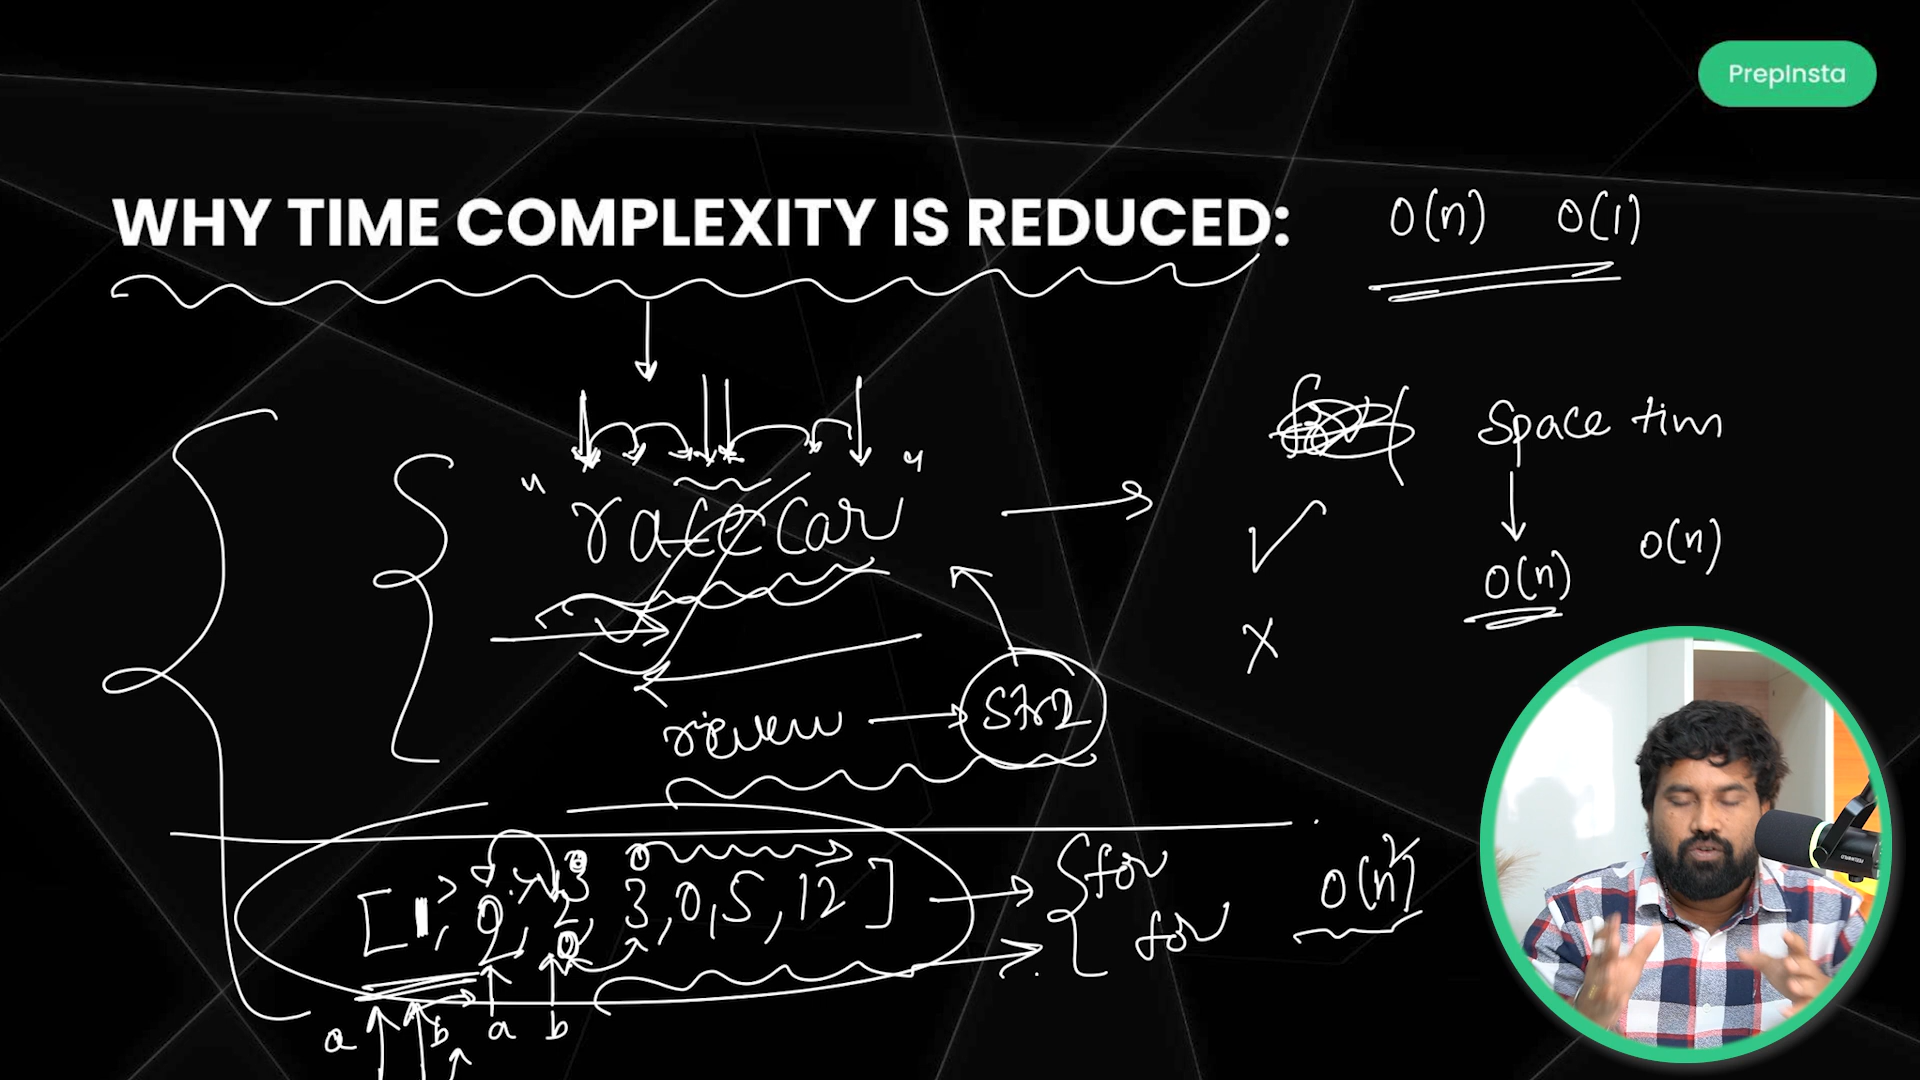 PrepInsta
WHY TIME COMPLEXITY IS REDUCED:
O(n) O(1)
Space tim
" racecar "
O(n) O(n)
X
review
Str2
[ 1, 0, 2, 3, 0, 5, 12 ]
for
for
O(n²)
a b a b